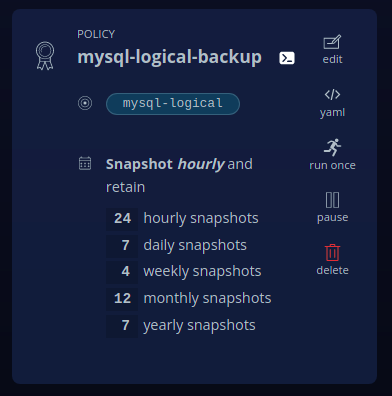 POLICY
mysql-logical-backup
edit
mysql-logical
yaml
Snapshot hourly and
retain
run once
24 hourly snapshots
pause
7 daily snapshots
4 weekly snapshots
delete
12 monthly snapshots
7 yearly snapshots